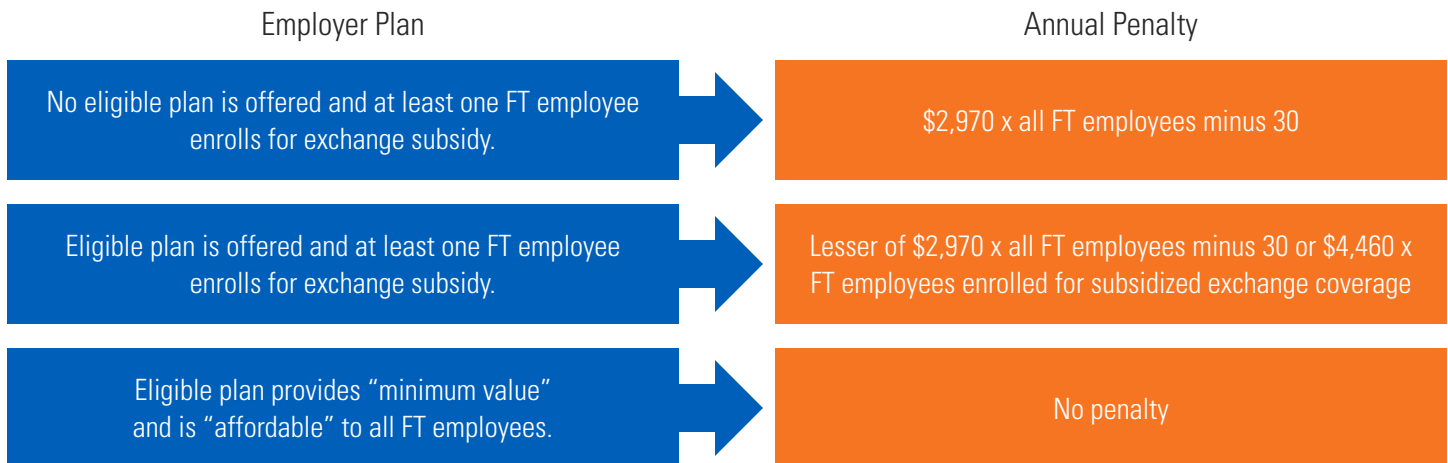 Employer Plan
Annual Penalty
No eligible plan is offered and at least one FT employee
enrolls for exchange subsidy.
$2,970 x all FT employees minus 30
Eligible plan is offered and at least one FT employee
enrolls for exchange subsidy.
Lesser of $2,970 x all FT employees minus 30 or $4,460 x
FT employees enrolled for subsidized exchange coverage
Eligible plan provides “minimum value”
and is “affordable” to all FT employees.
No penalty